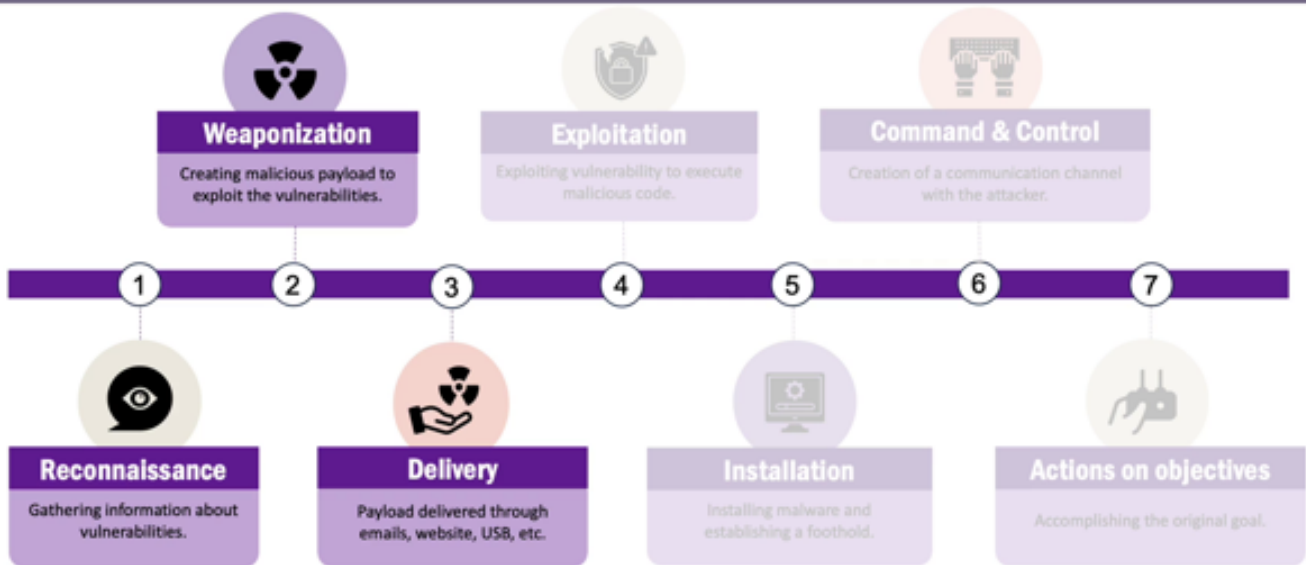 Weaponization
Creating malicious payload to
exploit the vulnerabilities.
Exploitation
Exploiting vulnerability to execute
malicious code.
Command & Control
Creation of a communication channel
with the attacker.
1
2
3
4
5
6
7
Reconnaissance
Gathering information about
vulnerabilities.
Delivery
Payload delivered through
emails, website, USB, etc.
Installation
Installing malware and
establishing a foothold.
Actions on objectives
Accomplishing the original goal.